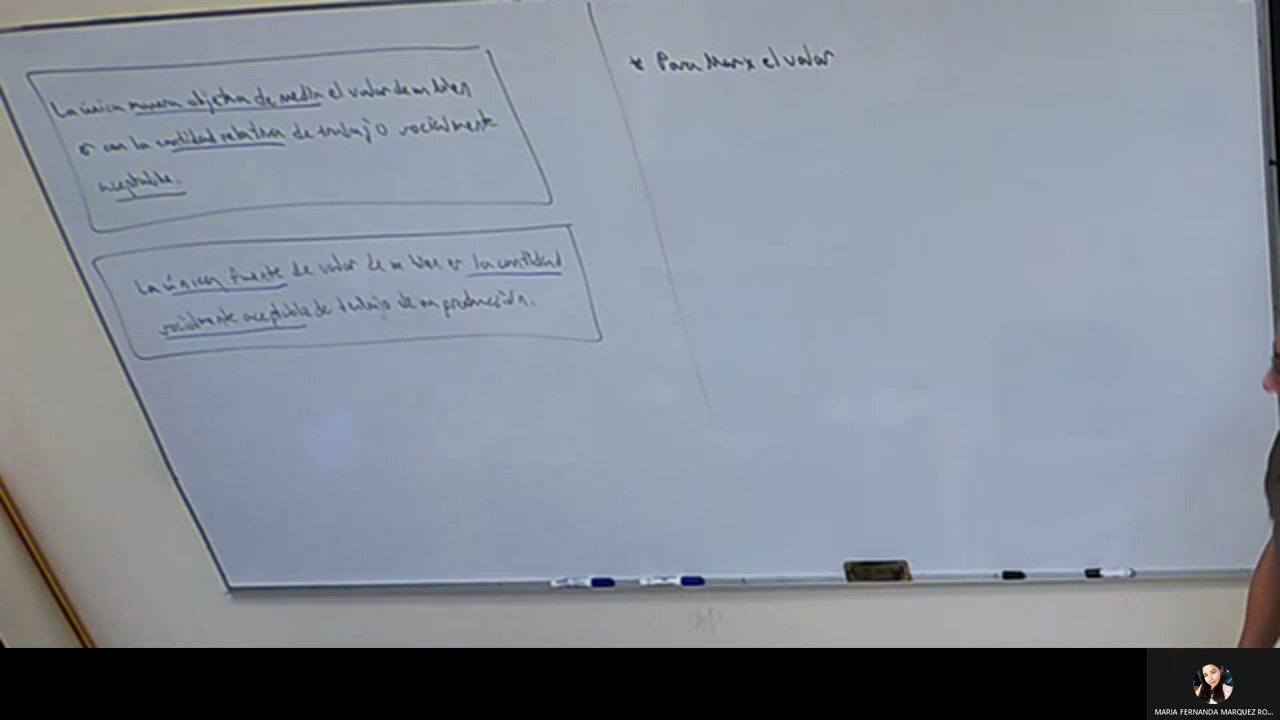 La única manera objetiva de medir el valor de un bien
es con la cantidad relativa de trabajo socialmente
aceptable.
La única fuente de valor de un bien es la cantidad
socialmente aceptable de trabajo de su producción.
* Para Marx el valor
MARIA FERNANDA MARQUEZ RO...